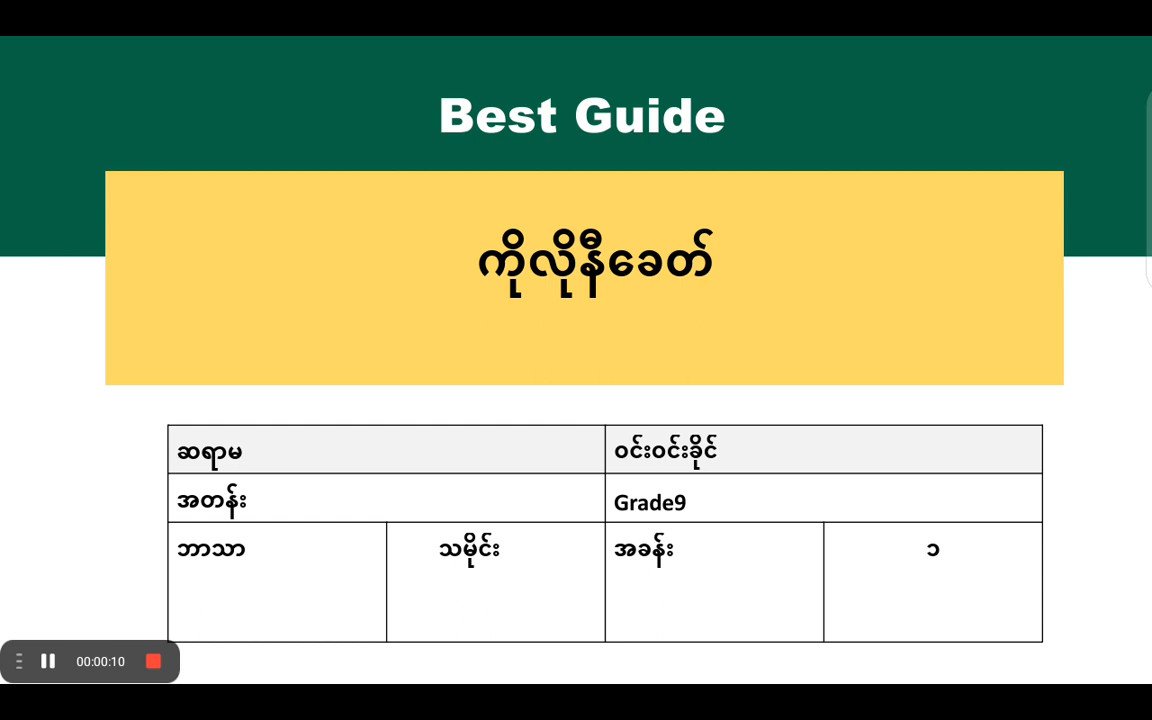 Best Guide
ကိုလိုနီခေတ်
ဆရာမ ဝင်းဝင်းခိုင်
အတန်း Grade9
ဘာသာ သမိုင်း အခန်း ၁
00:00:10